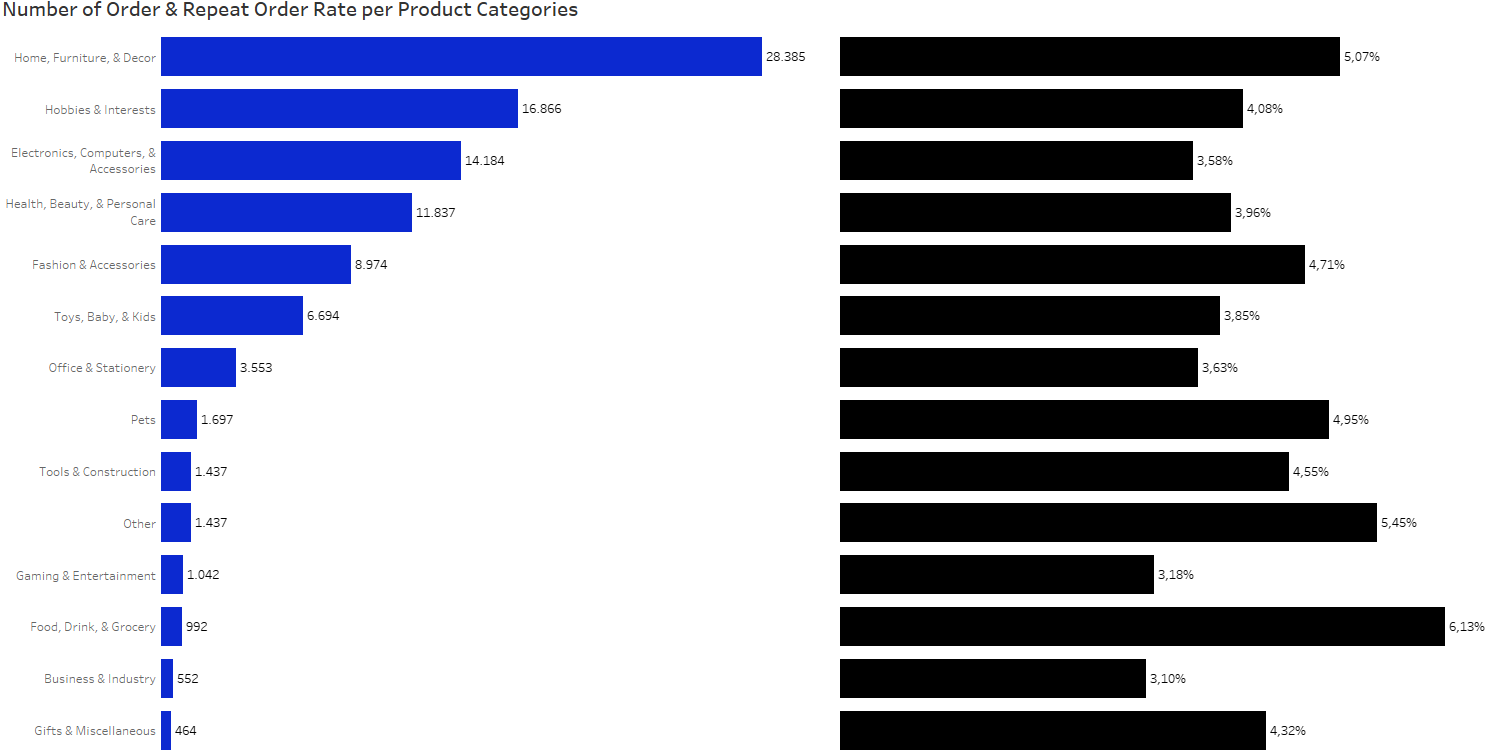 Number of Order & Repeat Order Rate per Product Categories
Home, Furniture, & Decor 28.385 5,07%
Hobbies & Interests 16.866 4,08%
Electronics, Computers, &
Accessories 14.184 3,58%
Health, Beauty, & Personal
Care 11.837 3,96%
Fashion & Accessories 8.974 4,71%
Toys, Baby, & Kids 6.694 3,85%
Office & Stationery 3.553 3,63%
Pets 1.697 4,95%
Tools & Construction 1.437 4,55%
Other 1.437 5,45%
Gaming & Entertainment 1.042 3,18%
Food, Drink, & Grocery 992 6,13%
Business & Industry 552 3,10%
Gifts & Miscellaneous 464 4,32%